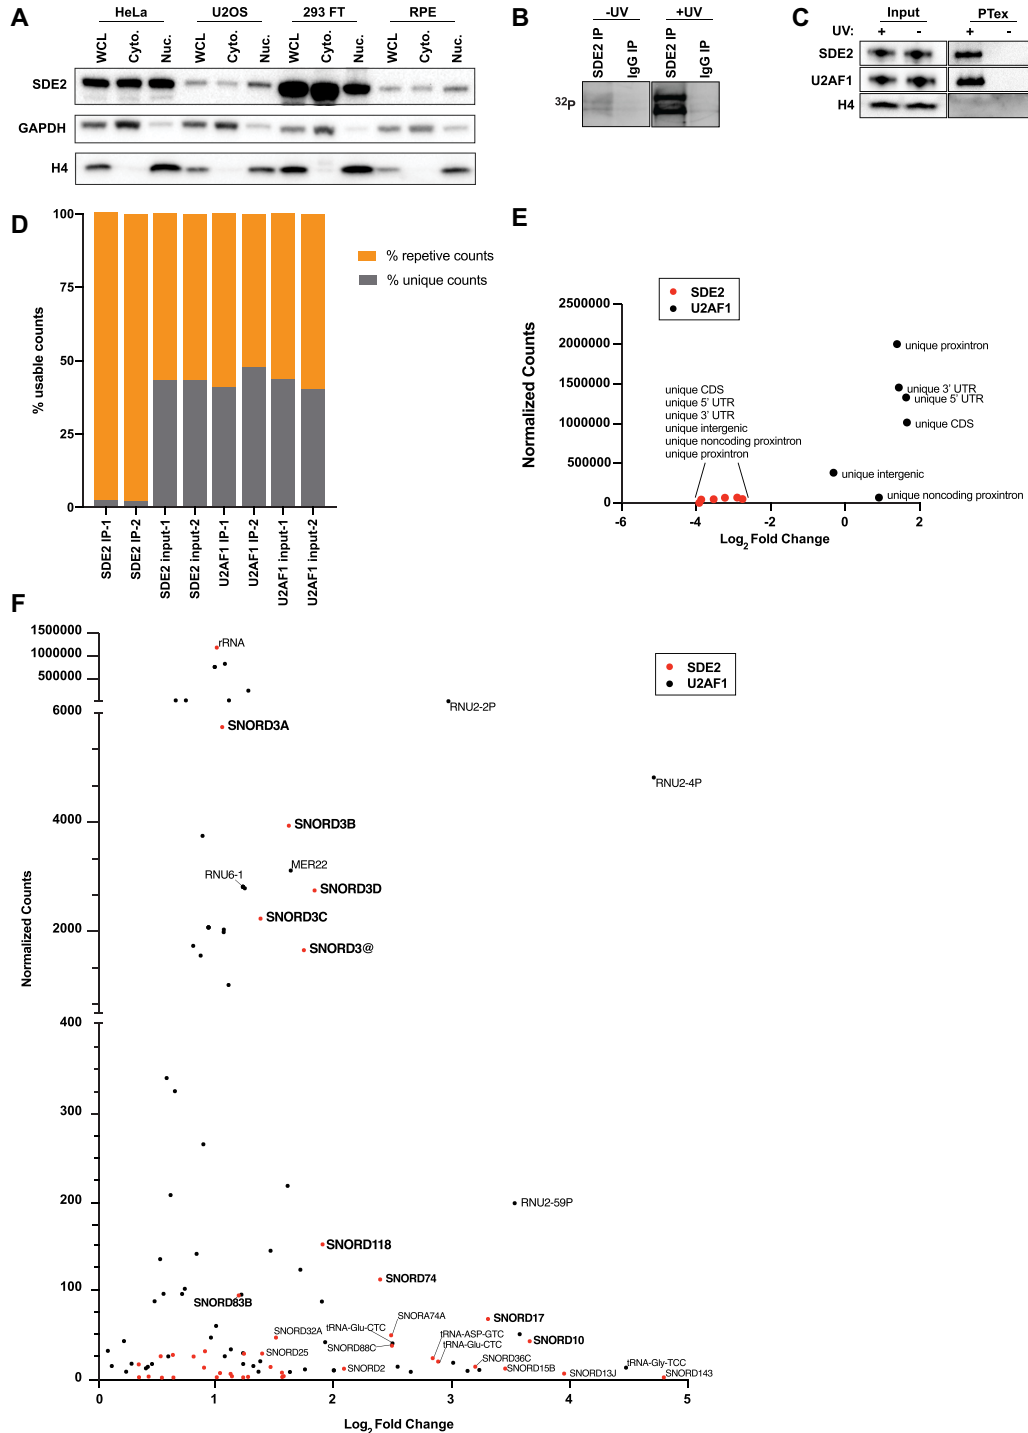 A
HeLa U2OS 293 FT RPE
WCL Cyto. Nuc. WCL Cyto. Nuc. WCL Cyto. Nuc. WCL Cyto. Nuc.
SDE2
GAPDH
H4
B
-UV +UV
SDE2 IP IgG IP SDE2 IP IgG IP
32P
C
Input PTex
UV: + - + -
SDE2
U2AF1
H4
D
100
75
50
25
0
% usable counts
% repetive counts
% unique counts
SDE2 IP-1
SDE2 IP-2
SDE2 input-1
SDE2 input-2
U2AF1 IP-1
U2AF1 IP-2
U2AF1 input-1
U2AF1 input-2
E
SDE2
U2AF1
Normalized Counts
2500000
2000000
1500000
1000000
500000
0
unique proxintron
unique 3' UTR
unique 5' UTR
unique CDS
unique intergenic
unique noncoding proxintron
unique CDS
unique 5' UTR
unique 3' UTR
unique intergenic
unique noncoding proxintron
unique proxintron
-6 -4 -2 0 2
Log2 Fold Change
F
SDE2
U2AF1
Normalized Counts
1500000
1000000
500000
6000
4000
2000
400
300
200
100
0
rRNA
RNU2-2P
SNORD3A
RNU2-4P
SNORD3B
MER22
RNU6-1
SNORD3D
SNORD3C
SNORD3@
RNU2-59P
SNORD118
SNORD74
SNORD83B
SNORA74A
SNORD17
SNORD32A
tRNA-Glu-CTC
tRNA-ASP-GTC
SNORD10
SNORD25
SNORD88C
tRNA-Glu-CTC
SNORD36C
SNORD2
SNORD15B
SNORD13J
tRNA-Gly-TCC
SNORD143
0 1 2 3 4 5
Log2 Fold Change